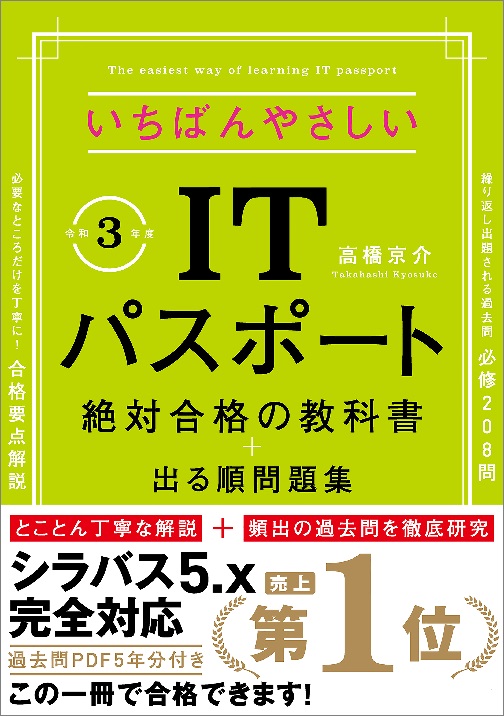 The easiest way of learning IT passport
いちばんやさしい
令和3年度
IT
高橋京介
Takahashi Kyosuke
パスポート
絶対合格の教科書
+
出る順問題集
必要なところだけを丁寧に!合格要点解説
繰り返し出題される過去問 必修208問
とことん丁寧な解説 + 頻出の過去問を徹底研究
シラバス5.x
完全対応
過去問PDF5年分付き
売上
第1位
この一冊で合格できます!